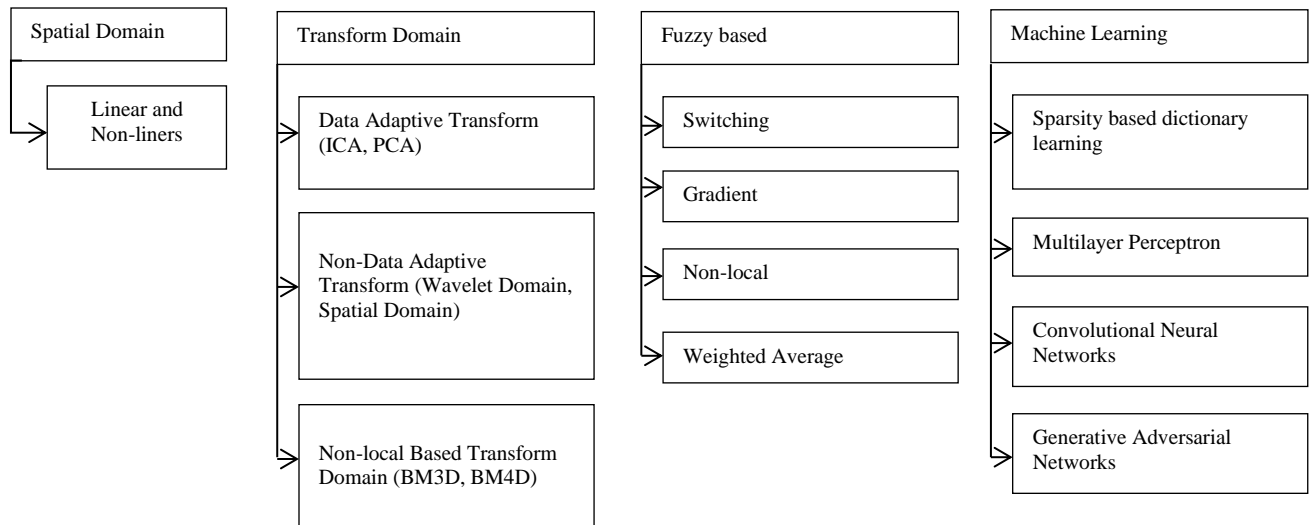 Spatial Domain
Linear and
Non-liners
Transform Domain
Data Adaptive Transform
(ICA, PCA)
Non-Data Adaptive
Transform (Wavelet Domain,
Spatial Domain)
Non-local Based Transform
Domain (BM3D, BM4D)
Fuzzy based
Switching
Gradient
Non-local
Weighted Average
Machine Learning
Sparsity based dictionary
learning
Multilayer Perceptron
Convolutional Neural
Networks
Generative Adversarial
Networks